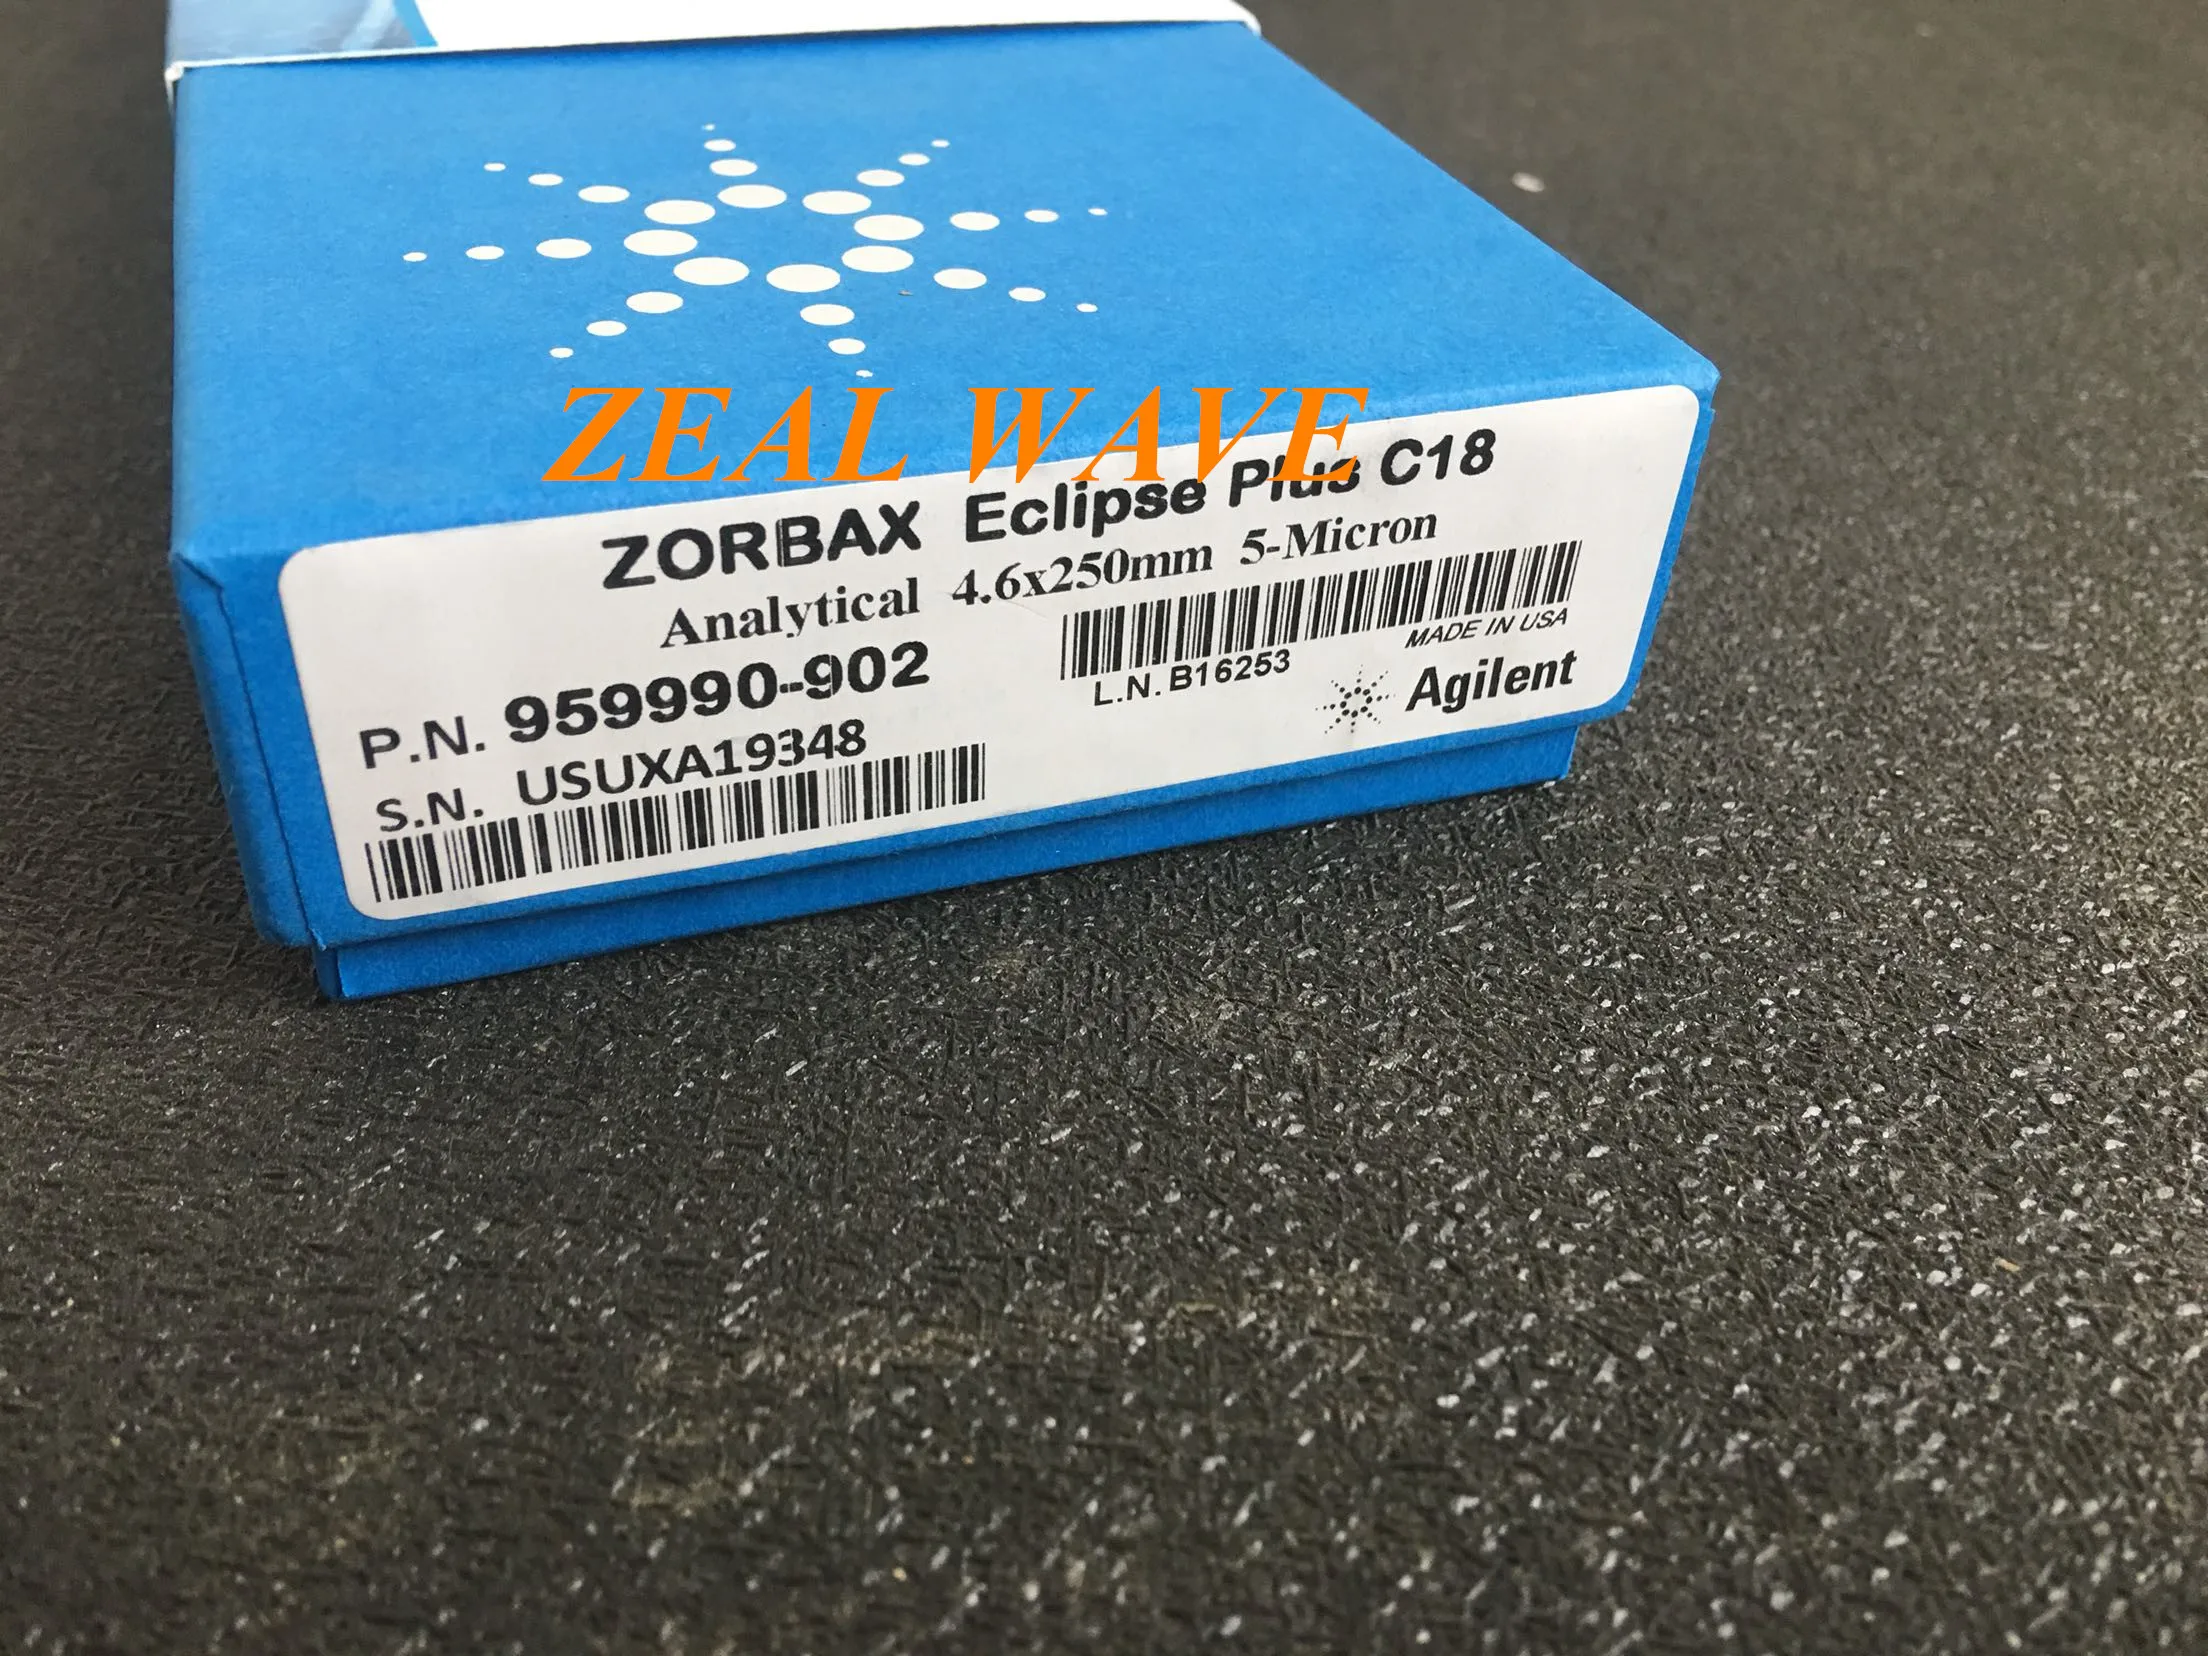 ZEAL WAVE
ZORBAX Eclipse Plus C18
Analytical 4.6x250mm 5-Micron
P.N. 959990-902
S.N. USUXA19348
L.N. B16253
MADE IN USA
Agilent